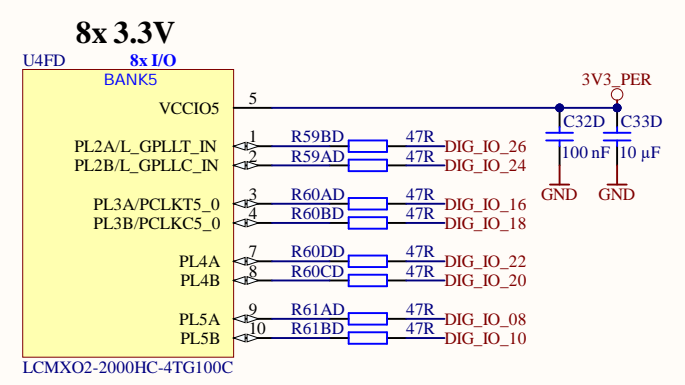 8x 3.3V
U4FD 8x I/O
BANK5
3V3_PER
VCCIO5 5
C32D C33D
100 nF 10 µF
GND GND
PL2A/L_GPLLT_IN 1 R59BD 47R DIG_IO_26
PL2B/L_GPLLC_IN 2 R59AD 47R DIG_IO_24
PL3A/PCLKT5_0 3 R60AD 47R DIG_IO_16
PL3B/PCLKC5_0 4 R60BD 47R DIG_IO_18
PL4A 7 R60DD 47R DIG_IO_22
PL4B 8 R60CD 47R DIG_IO_20
PL5A 9 R61AD 47R DIG_IO_08
PL5B 10 R61BD 47R DIG_IO_10
LCMXO2-2000HC-4TG100C